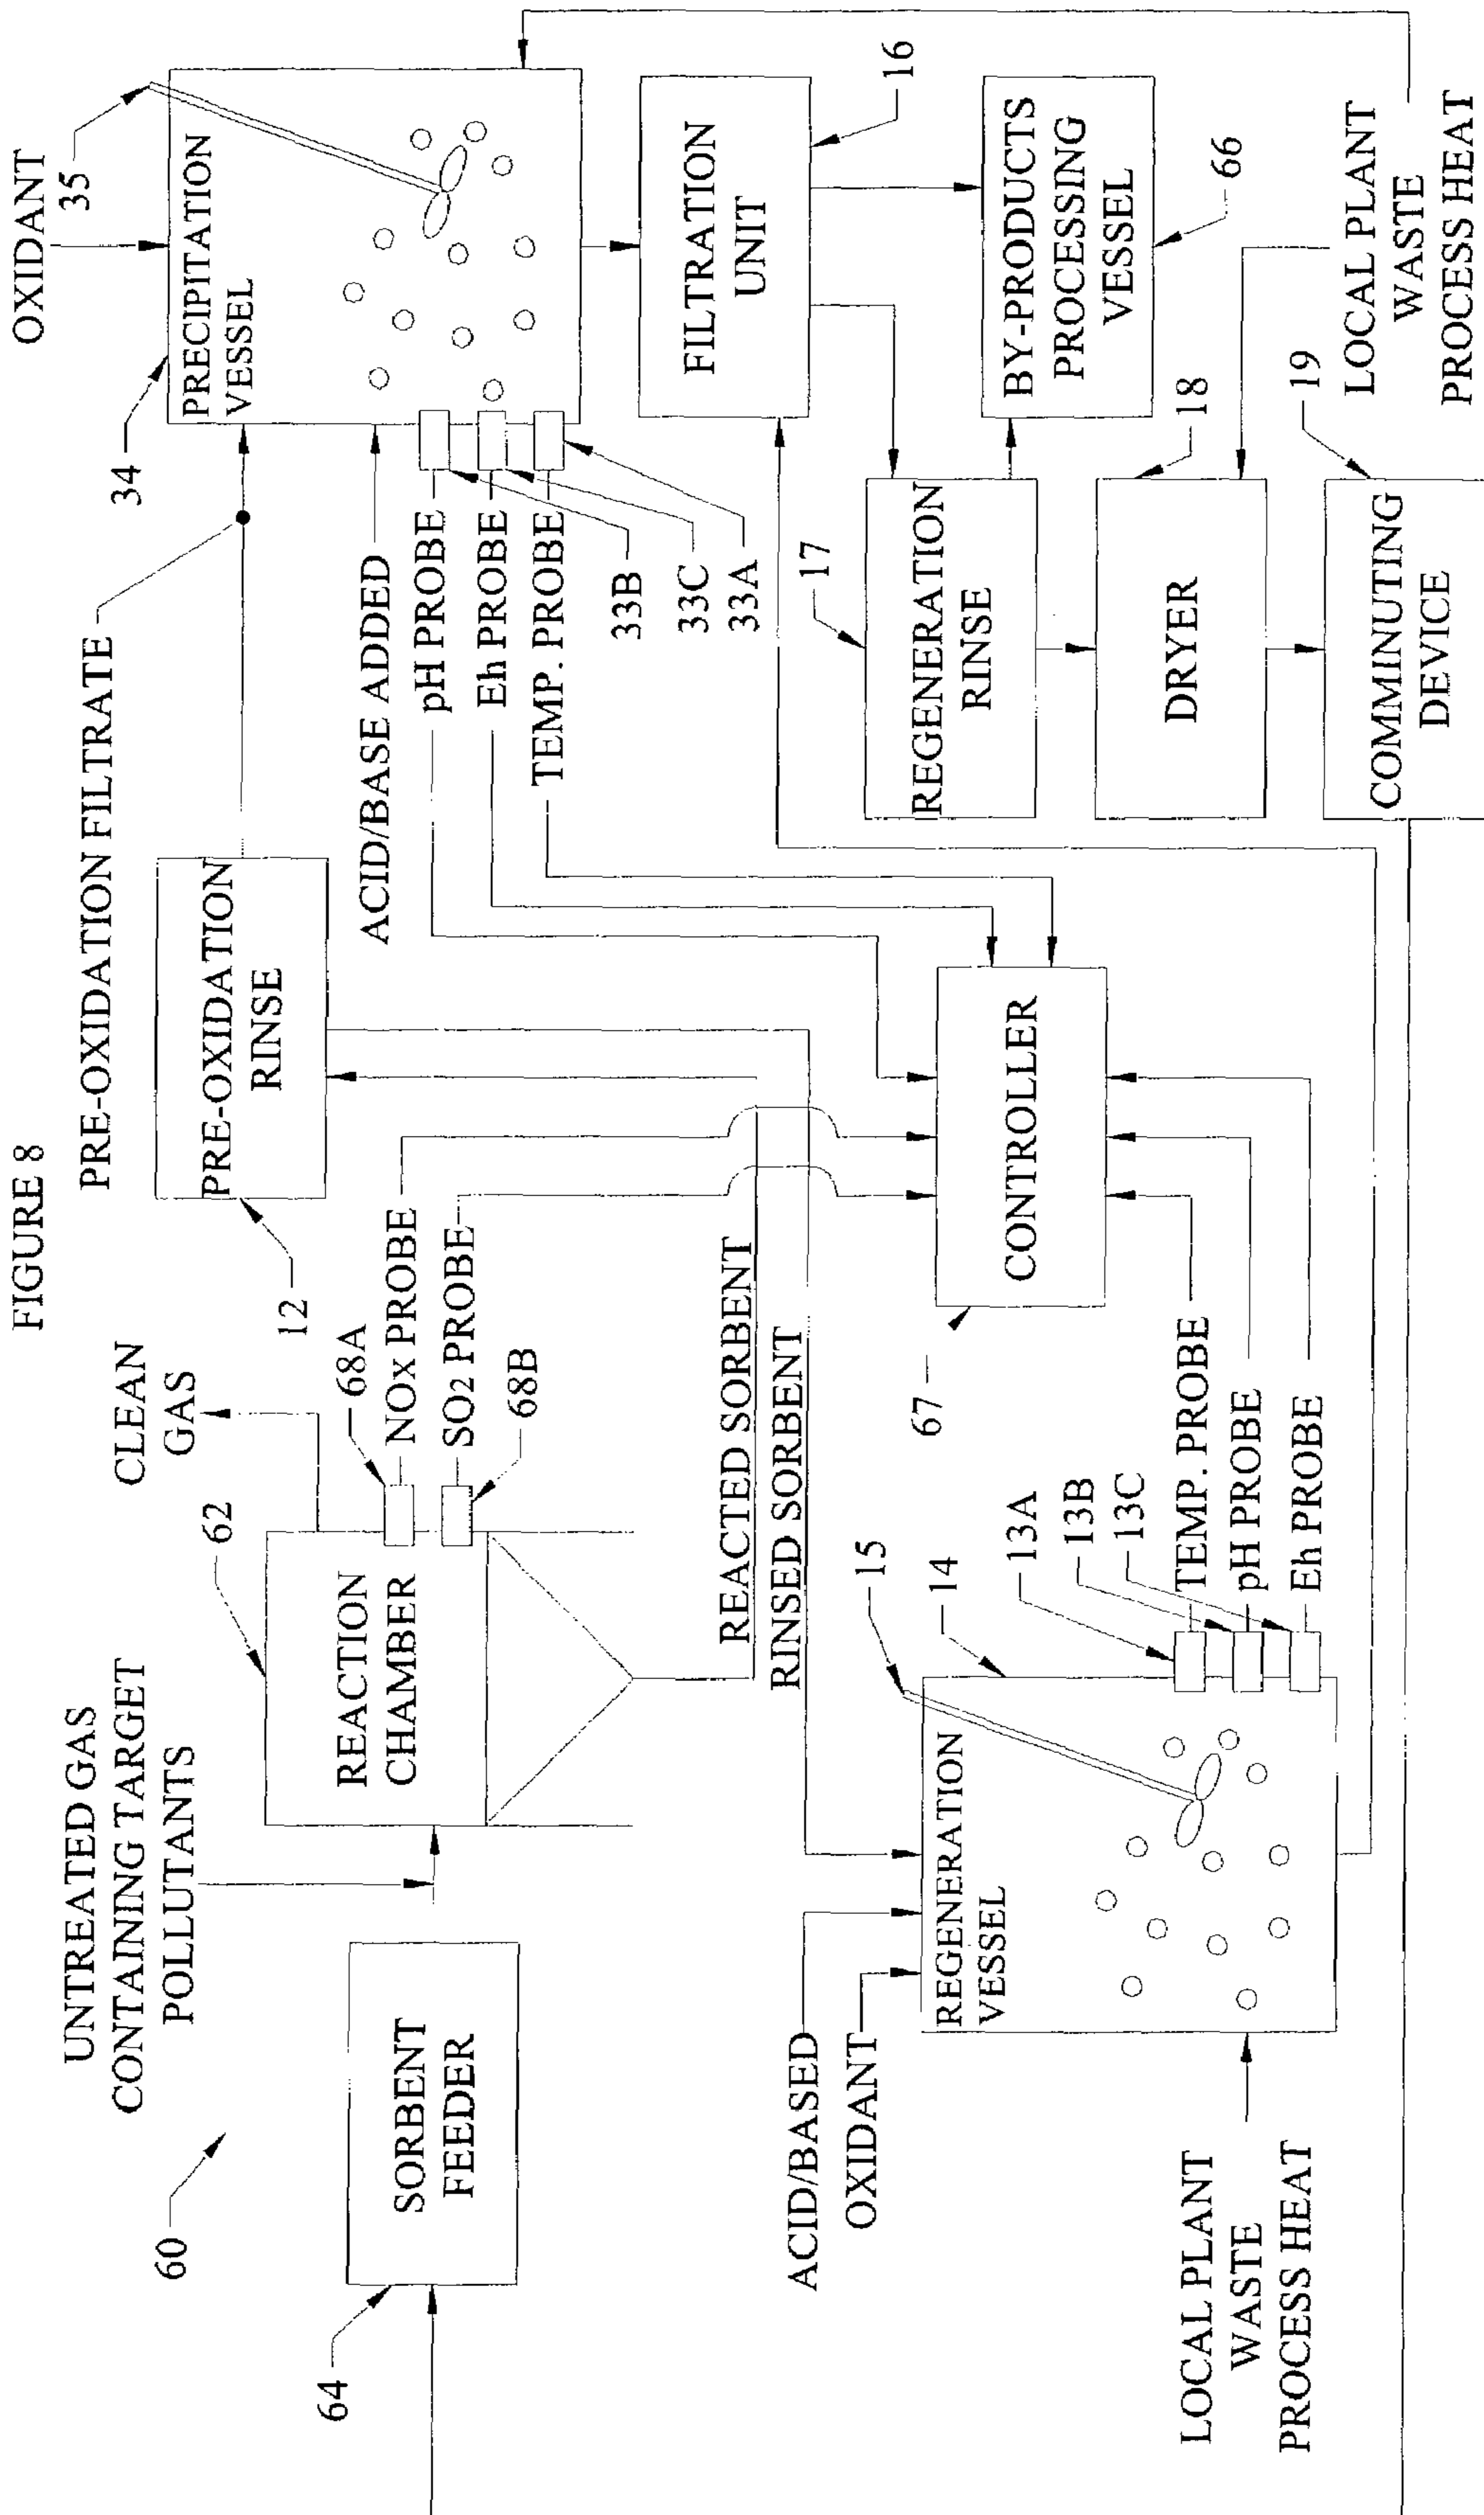 FIGURE 8
60
UNTREATED GAS
CONTAINING TARGET
POLLUTANTS
64
SORBENT
FEEDER
62
REACTION
CHAMBER
CLEAN
GAS
68A
NOx PROBE
SO2 PROBE
68B
12
PRE-OXIDATION
RINSE
PRE-OXIDATION FILTRATE
OXIDANT
35
34
PRECIPITATION
VESSEL
ACID/BASE ADDED
pH PROBE
Eh PROBE
TEMP. PROBE
33B
33C
33A
REACTED SORBENT
RINSED SORBENT
ACID/BASED
OXIDANT
REGENERATION
VESSEL
15
14
13A
13B
13C
TEMP. PROBE
pH PROBE
Eh PROBE
LOCAL PLANT
WASTE
PROCESS HEAT
67
CONTROLLER
FILTRATION
UNIT
16
17
REGENERATION
RINSE
BY-PRODUCTS
PROCESSING
VESSEL
66
DRYER
18
COMMINUTING
DEVICE
19
LOCAL PLANT
WASTE
PROCESS HEAT